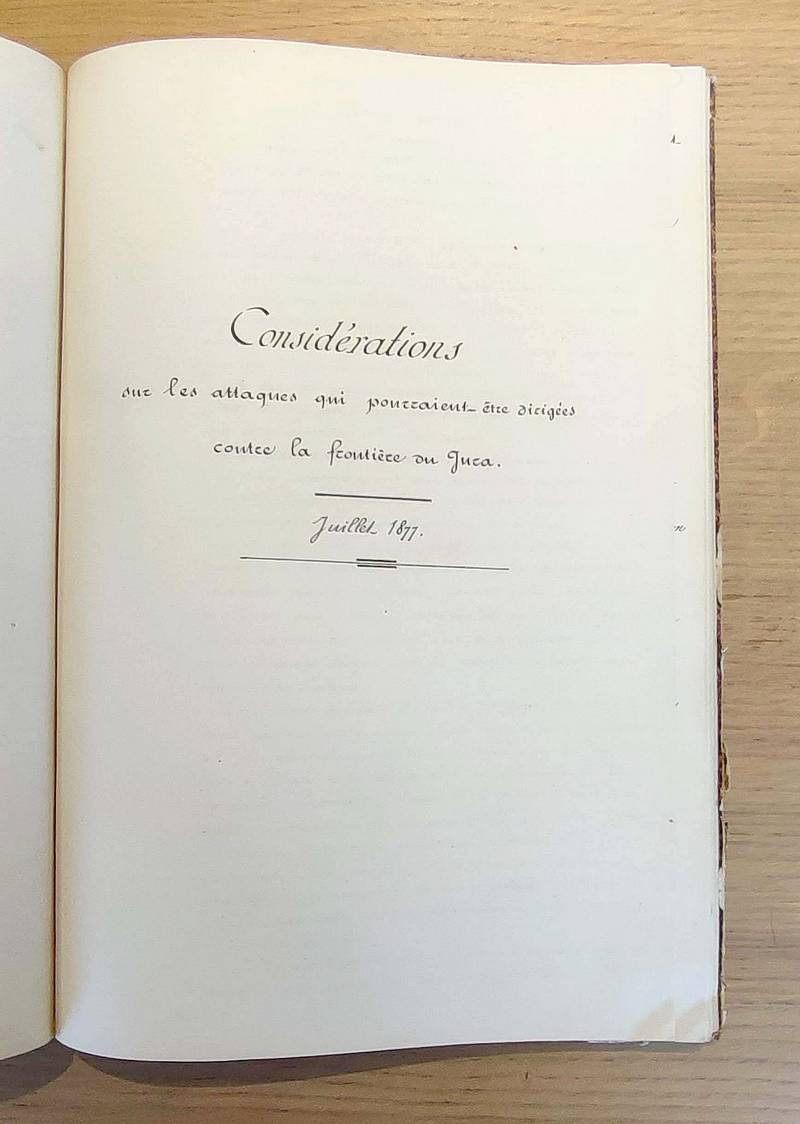 Considérations
sur les attaques qui pourraient être dirigées
contre la frontière du Jura.
Juillet 1877.